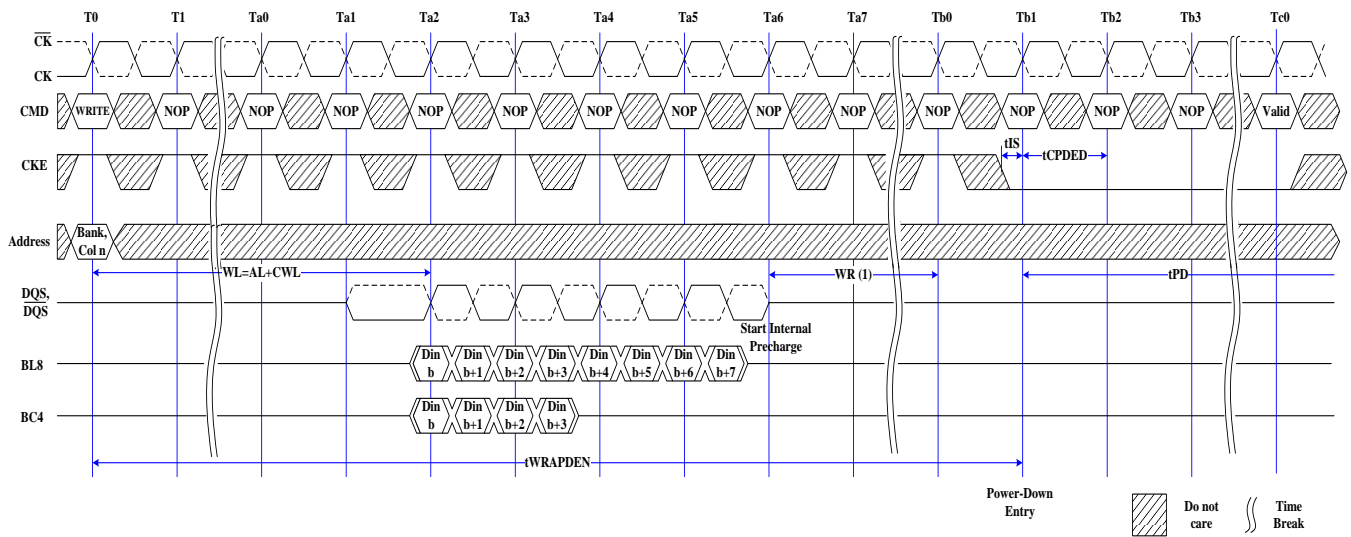 T0 T1 Ta0 Ta1 Ta2 Ta3 Ta4 Ta5 Ta6 Ta7 Tb0 Tb1 Tb2 Tb3 Tc0
CK
CK
CMD WRITE NOP NOP NOP NOP NOP NOP NOP NOP NOP NOP NOP NOP NOP Valid
tIS
CKE tCPDED
Address Bank,
Col n
WL=AL+CWL WR (1) tPD
DQS,
DQS
Start Internal
Precharge
BL8 Din Din Din Din Din Din Din Din
b b+1 b+2 b+3 b+4 b+5 b+6 b+7
BC4 Din Din Din Din
b b+1 b+2 b+3
tWRAPDEN
Power-Down
Entry
Do not
care
Time
Break